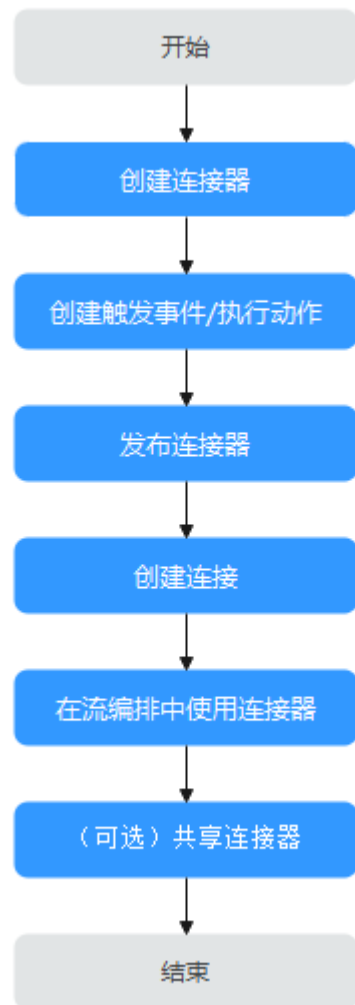 开始
创建连接器
创建触发事件/执行动作
发布连接器
创建连接
在流编排中使用连接器
（可选）共享连接器
结束